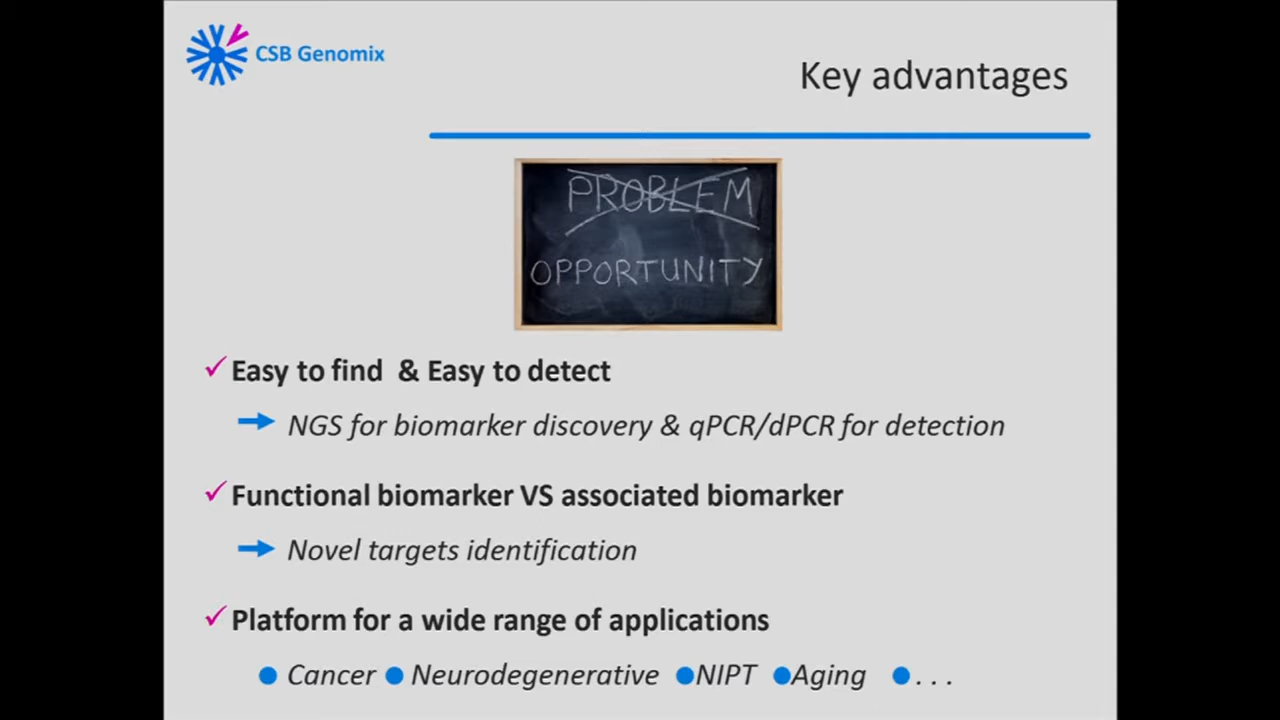 CSB Genomix
Key advantages
PROBLEM
OPPORTUNITY
✓ Easy to find & Easy to detect
NGS for biomarker discovery & qPCR/dPCR for detection
✓ Functional biomarker VS associated biomarker
Novel targets identification
✓ Platform for a wide range of applications
● Cancer ● Neurodegenerative ● NIPT ● Aging ● . . .